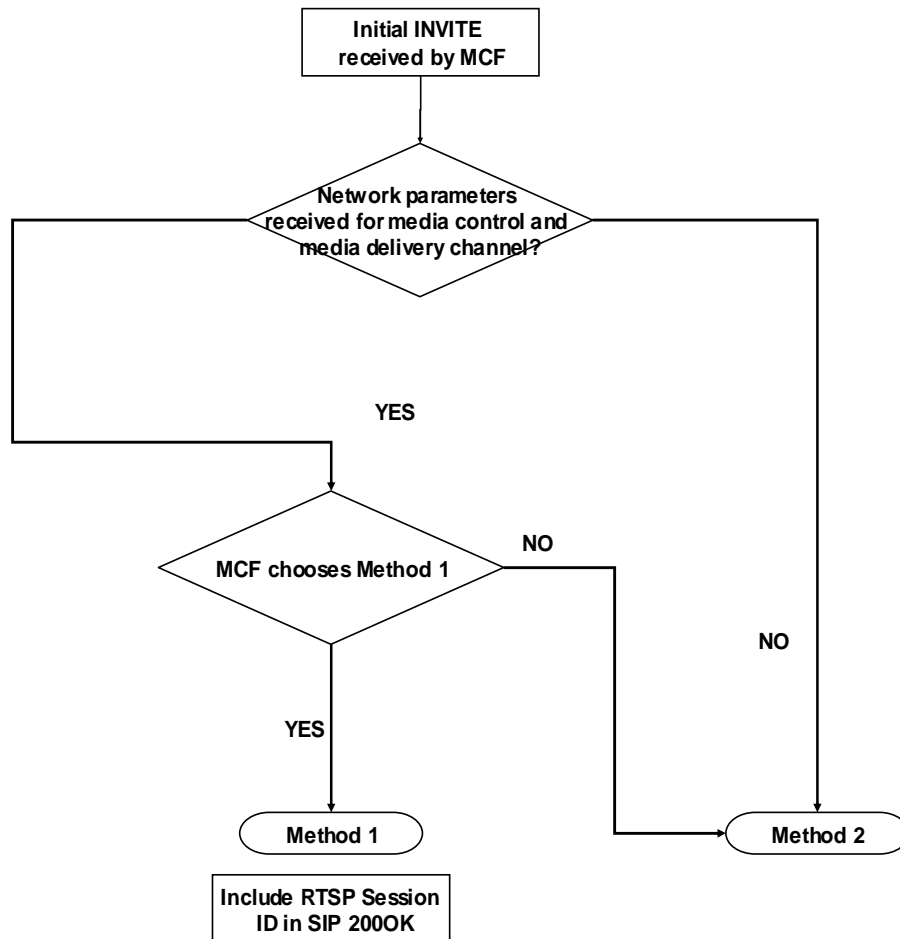 Initial INVITE
received by MCF
Network parameters
received for media control and
media delivery channel?
YES
MCF chooses Method 1
NO
NO
YES
Method 1
Method 2
Include RTSP Session
ID in SIP 200OK